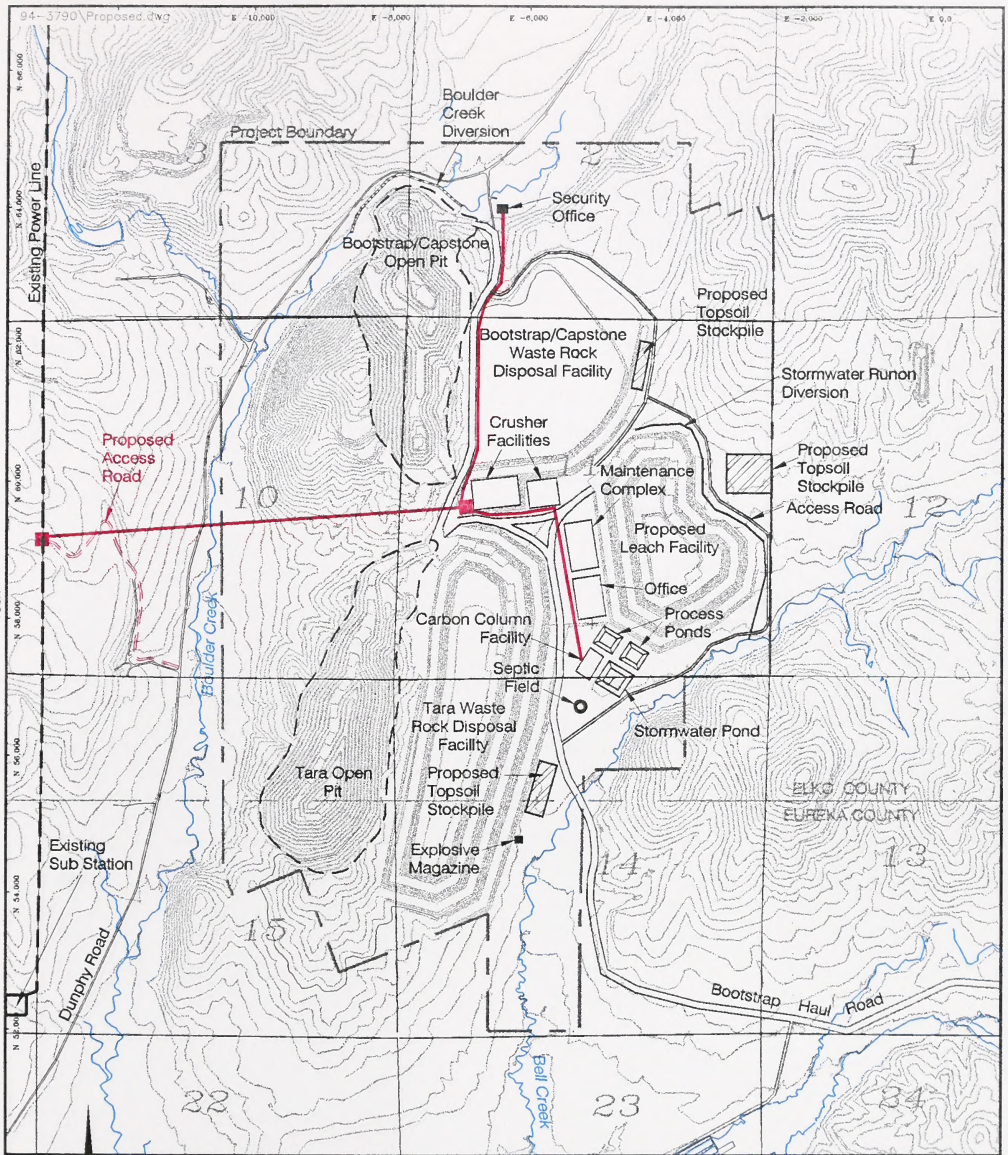 94-3790 Proposed.dwg
E -10,000
E -8,000
E -6,000
E -4,000
E -2,000
E 0.0
N 66,000
N 64,000
N 62,000
N 60,000
N 58,000
N 56,000
N 54,000
N 52,000
Existing Power Line
Project Boundary
Boulder
Creek
Diversion
3
2
1
Security
Office
Bootstrap/Capstone
Open Pit
Proposed
Topsoil
Stockpile
Bootstrap/Capstone
Waste Rock
Disposal Facility
Stormwater Runon
Diversion
Crusher
Facilities
Proposed
Access
Road
10
11
12
Maintenance
Complex
Proposed
Topsoil
Stockpile
Access Road
Proposed
Leach Facility
Office
Carbon Column
Facility
Process
Ponds
Boulder Creek
Septic
Field
Tara Waste
Rock Disposal
Facility
Stormwater Pond
Tara Open
Pit
Proposed
Topsoil
Stockpile
ELKO COUNTY
EUREKA COUNTY
Existing
Sub Station
Explosive
Magazine
14
13
15
Dunphy Road
Bootstrap Haul Road
Bell Creek
22
23
24